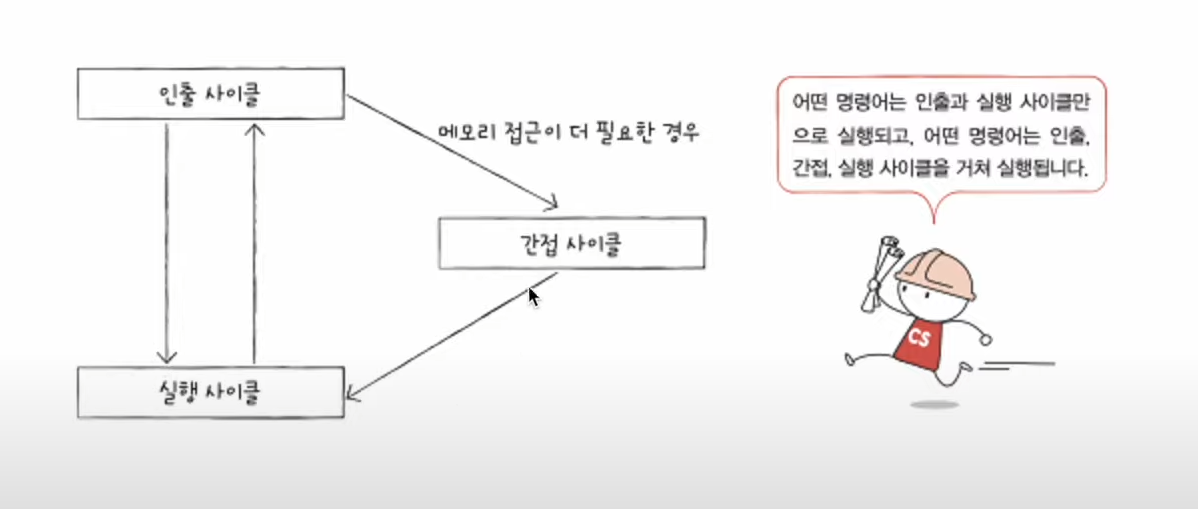 인출 사이클
메모리 접근이 더 필요한 경우
간접 사이클
실행 사이클
어떤 명령어는 인출과 실행 사이클만
으로 실행되고, 어떤 명령어는 인출,
간접, 실행 사이클을 거쳐 실행됩니다.
CS